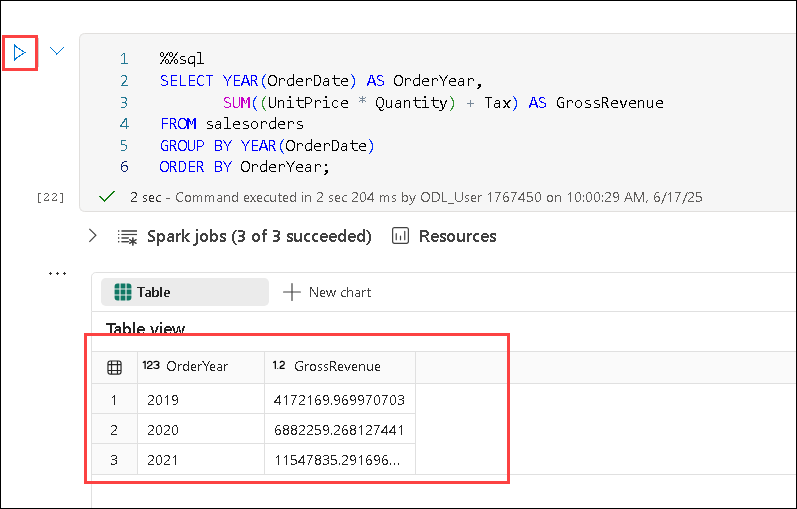 1 %%sql
2 SELECT YEAR(OrderDate) AS OrderYear,
3 SUM((UnitPrice * Quantity) + Tax) AS GrossRevenue
4 FROM salesorders
5 GROUP BY YEAR(OrderDate)
6 ORDER BY OrderYear;
[22] 2 sec - Command executed in 2 sec 204 ms by ODL_User 1767450 on 10:00:29 AM, 6/17/25
Spark jobs (3 of 3 succeeded) Resources
Table New chart
Table view
123 OrderYear 1.2 GrossRevenue
1 2019 4172169.969970703
2 2020 6882259.268127441
3 2021 11547835.291696...